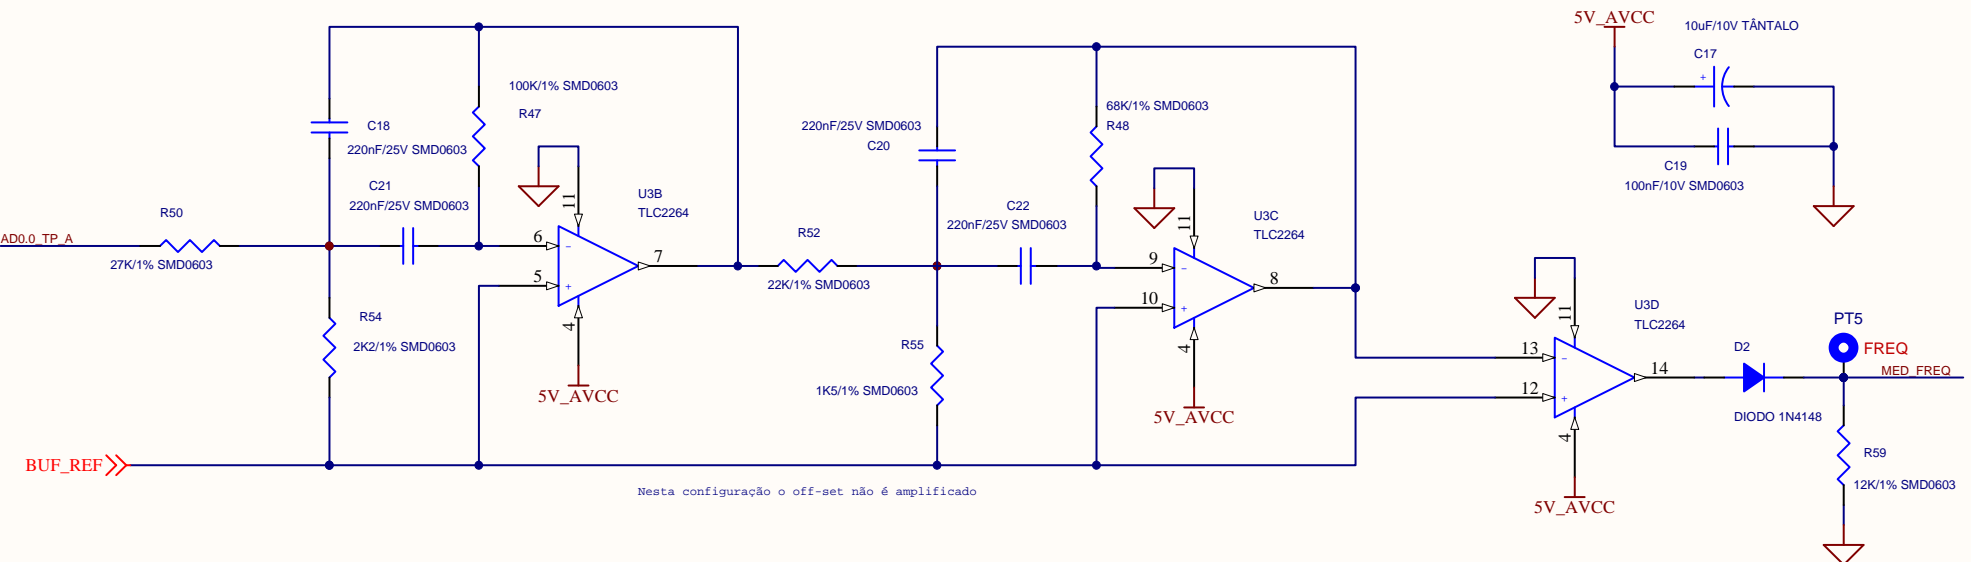 5V_AVCC
10uF/10V TÂNTALO
C17
+
100K/1% SMD0603
R47
68K/1% SMD0603
R48
C18
220nF/25V SMD0603
220nF/25V SMD0603
C20
C19
100nF/10V SMD0603
C21
220nF/25V SMD0603
11
U3B
TLC2264
R50
AD0.0_TP_A
27K/1% SMD0603
6
-
5
+
7
4
5V_AVCC
R52
22K/1% SMD0603
C22
220nF/25V SMD0603
11
U3C
TLC2264
9
-
10
+
8
4
5V_AVCC
R54
2K2/1% SMD0603
R55
1K5/1% SMD0603
11
U3D
TLC2264
13
-
12
+
14
4
5V_AVCC
D2
DIODO 1N4148
PT5
FREQ
MED_FREQ
R59
12K/1% SMD0603
BUF_REF
Nesta configuração o off-set não é amplificado